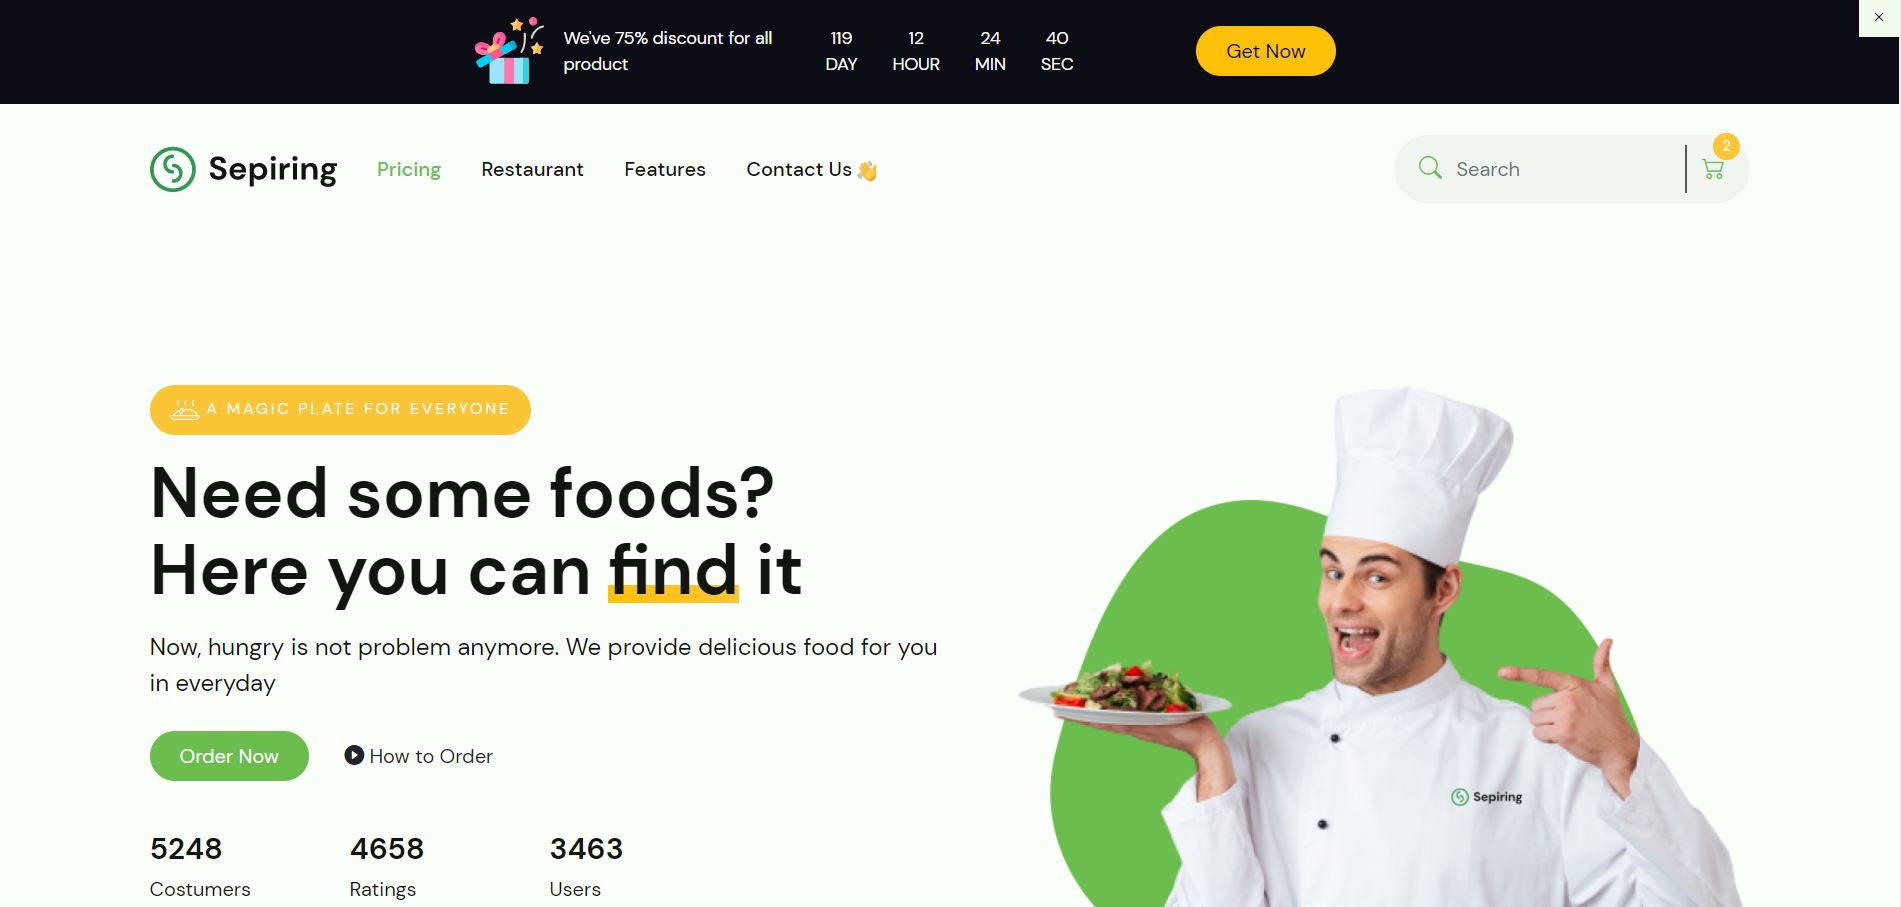 We've 75% discount for all
product
119
DAY
12
HOUR
24
MIN
40
SEC
Get Now
Sepiring
Pricing
Restaurant
Features
Contact Us 👋
Search
2
A MAGIC PLATE FOR EVERYONE
Need some foods?
Here you can find it
Now, hungry is not problem anymore. We provide delicious food for you
in everyday
Order Now
How to Order
5248
Costumers
4658
Ratings
3463
Users
Sepiring